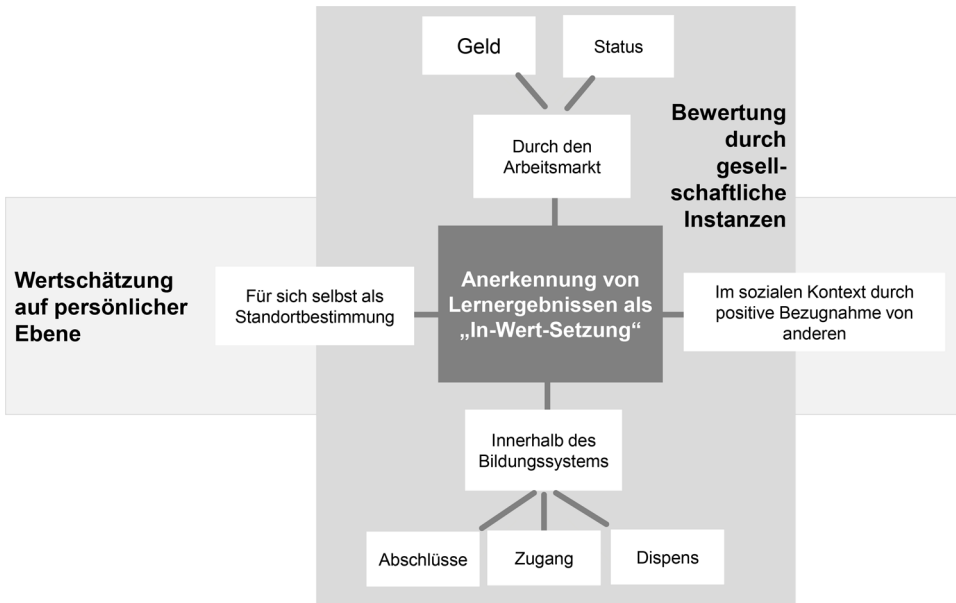 Geld
Status
Durch den
Arbeitsmarkt
Bewertung
durch
gesell-
schaftliche
Instanzen
Wertschätzung
auf persönlicher
Ebene
Für sich selbst als
Standortbestimmung
Anerkennung von
Lernergebnissen als
„In-Wert-Setzung“
Im sozialen Kontext durch
positive Bezugnahme von
anderen
Innerhalb des
Bildungssystems
Abschlüsse
Zugang
Dispens